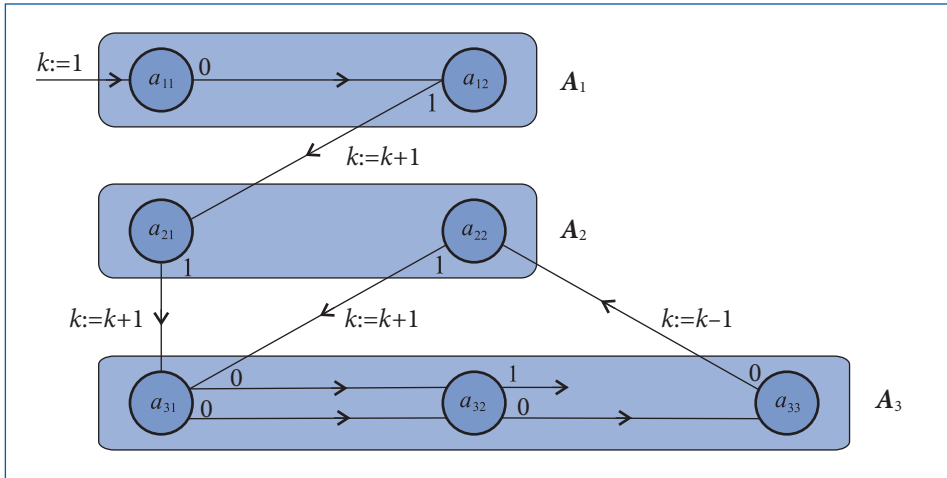 k:=1
a₁₁
0
a₁₂
1
A₁
k:=k+1
a₂₁
1
a₂₂
1
A₂
k:=k+1
k:=k+1
k:=k–1
a₃₁
0
0
a₃₂
1
0
0
a₃₃
A₃